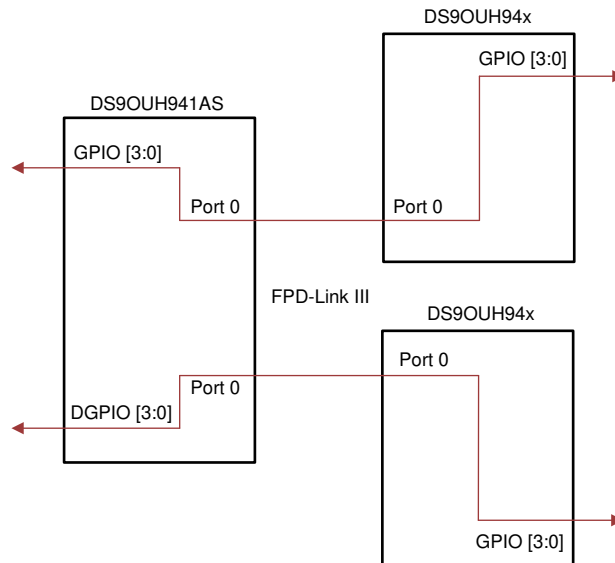 DS9OUH94x
GPIO [3:0]
DS9OUH941AS
GPIO [3:0]
Port 0
Port 0
FPD-Link III
DS9OUH94x
Port 0
Port 0
DGPIO [3:0]
GPIO [3:0]